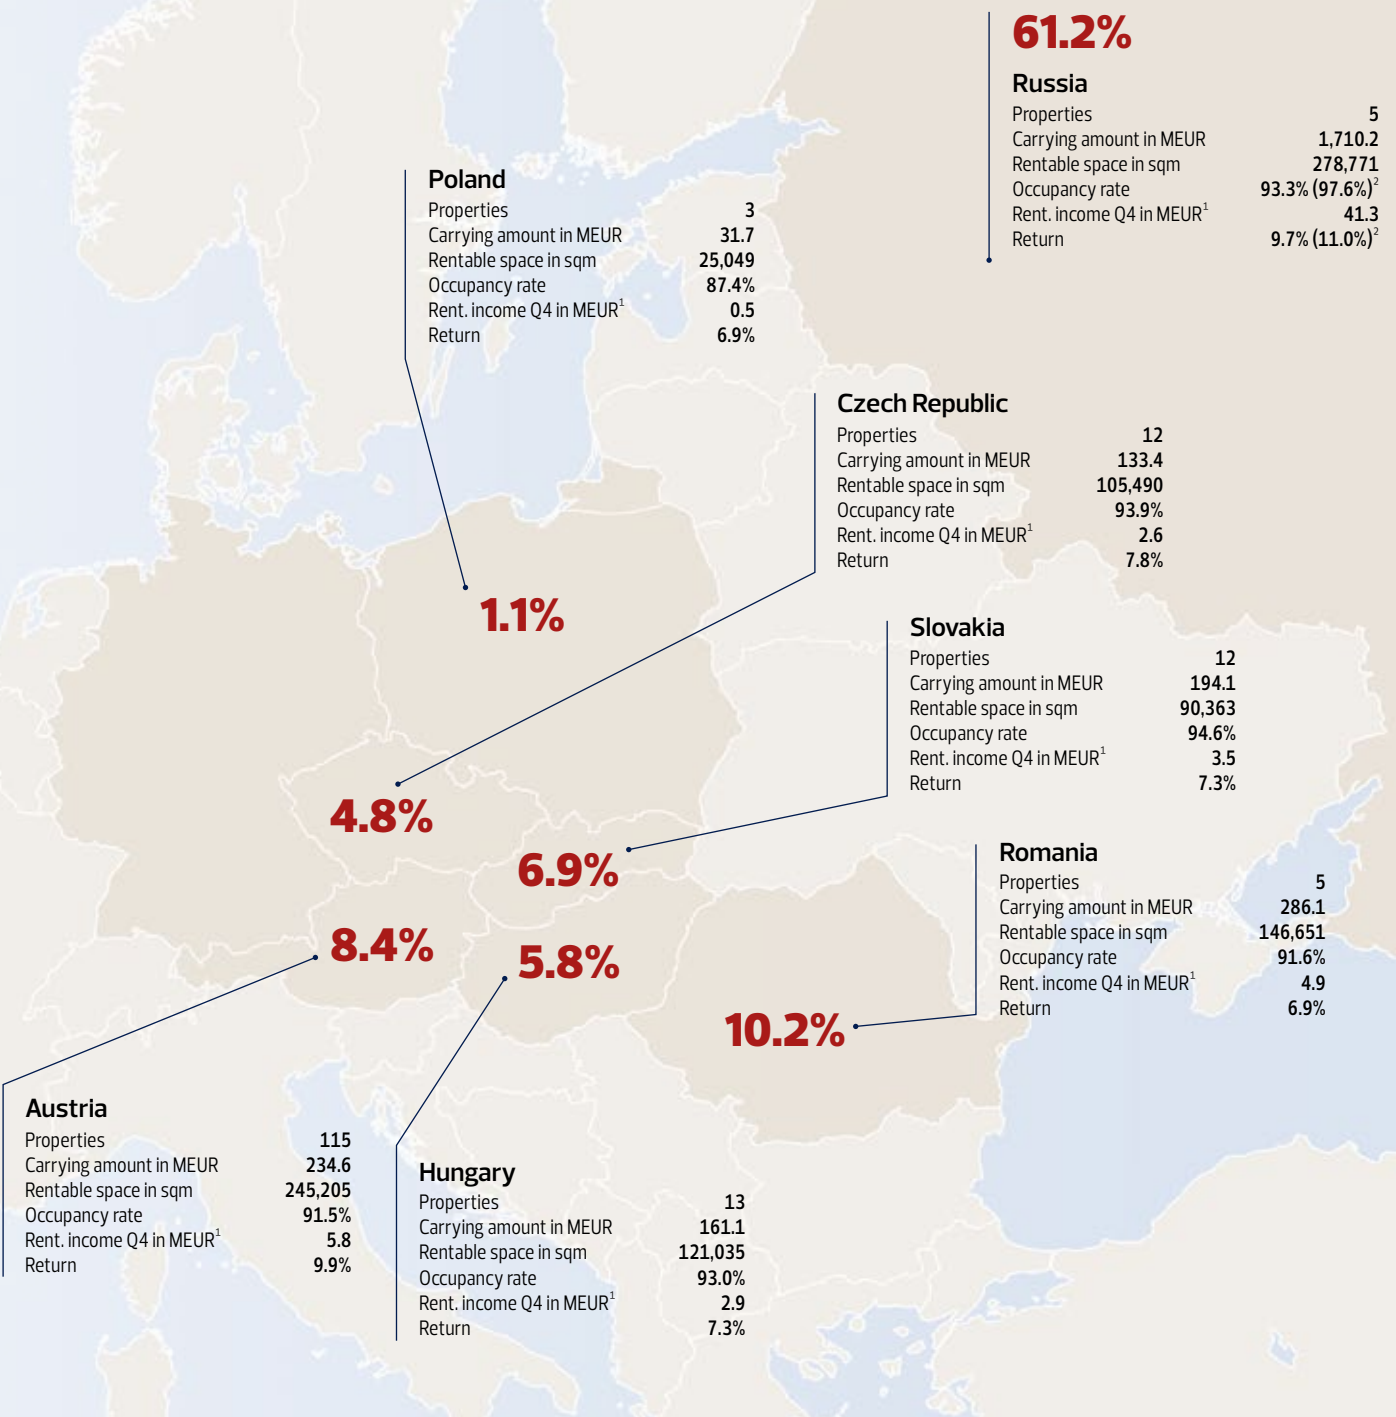 61.2%
Russia
Properties 5
Carrying amount in MEUR 1,710.2
Rentable space in sqm 278,771
Occupancy rate 93.3% (97.6%)²
Rent. income Q4 in MEUR¹ 41.3
Return 9.7% (11.0%)²
Poland
Properties 3
Carrying amount in MEUR 31.7
Rentable space in sqm 25,049
Occupancy rate 87.4%
Rent. income Q4 in MEUR¹ 0.5
Return 6.9%
1.1%
Czech Republic
Properties 12
Carrying amount in MEUR 133.4
Rentable space in sqm 105,490
Occupancy rate 93.9%
Rent. income Q4 in MEUR¹ 2.6
Return 7.8%
4.8%
Slovakia
Properties 12
Carrying amount in MEUR 194.1
Rentable space in sqm 90,363
Occupancy rate 94.6%
Rent. income Q4 in MEUR¹ 3.5
Return 7.3%
6.9%
Romania
Properties 5
Carrying amount in MEUR 286.1
Rentable space in sqm 146,651
Occupancy rate 91.6%
Rent. income Q4 in MEUR¹ 4.9
Return 6.9%
10.2%
8.4%
Austria
Properties 115
Carrying amount in MEUR 234.6
Rentable space in sqm 245,205
Occupancy rate 91.5%
Rent. income Q4 in MEUR¹ 5.8
Return 9.9%
5.8%
Hungary
Properties 13
Carrying amount in MEUR 161.1
Rentable space in sqm 121,035
Occupancy rate 93.0%
Rent. income Q4 in MEUR¹ 2.9
Return 7.3%